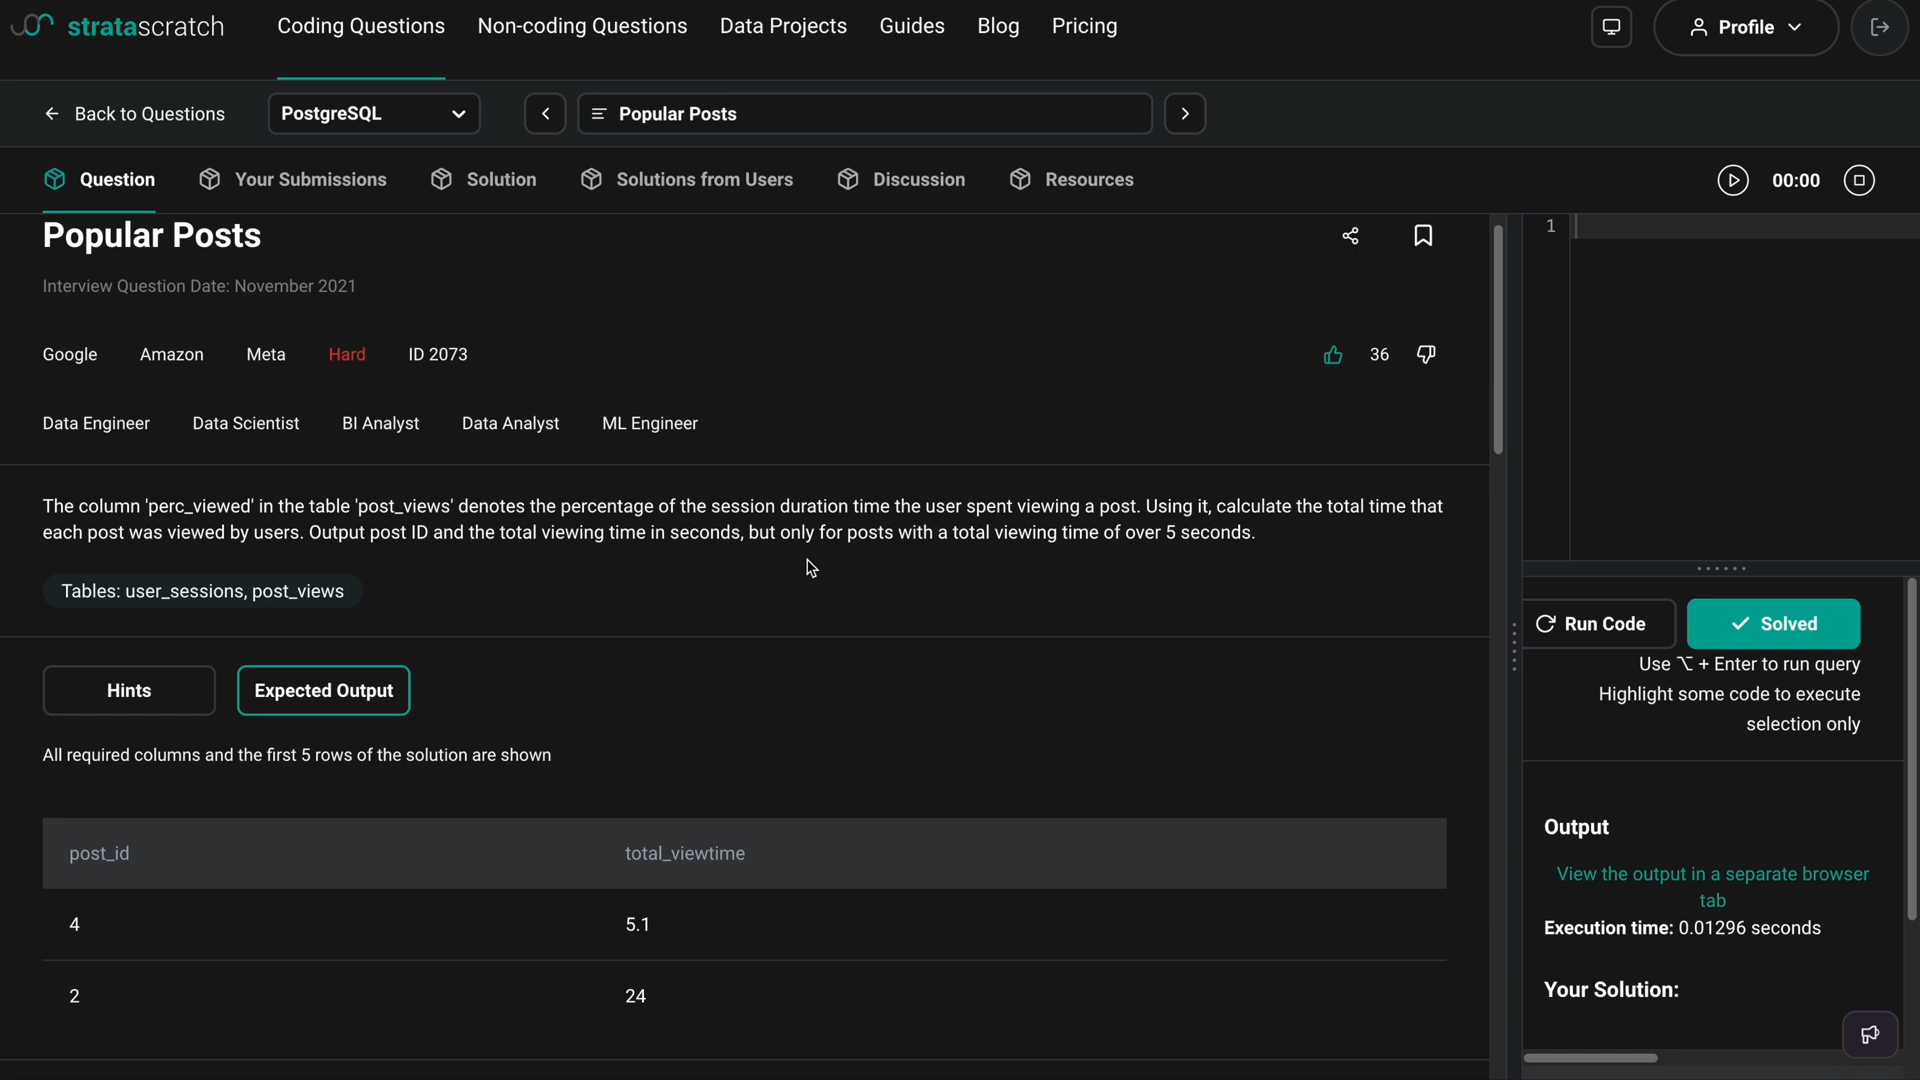 stratascratch
Coding Questions
Non-coding Questions
Data Projects
Guides
Blog
Pricing
Profile
Back to Questions
PostgreSQL
Popular Posts
Question
Your Submissions
Solution
Solutions from Users
Discussion
Resources
00:00
Popular Posts
Interview Question Date: November 2021
Google
Amazon
Meta
Hard
ID 2073
36
Data Engineer
Data Scientist
BI Analyst
Data Analyst
ML Engineer
The column 'perc_viewed' in the table 'post_views' denotes the percentage of the session duration time the user spent viewing a post. Using it, calculate the total time that
each post was viewed by users. Output post ID and the total viewing time in seconds, but only for posts with a total viewing time of over 5 seconds.
Tables: user_sessions, post_views
Hints
Expected Output
All required columns and the first 5 rows of the solution are shown
post_id
total_viewtime
4
5.1
2
24
1
Run Code
Solved
Use ⌥ + Enter to run query
Highlight some code to execute
selection only
Output
View the output in a separate browser
tab
Execution time: 0.01296 seconds
Your Solution: